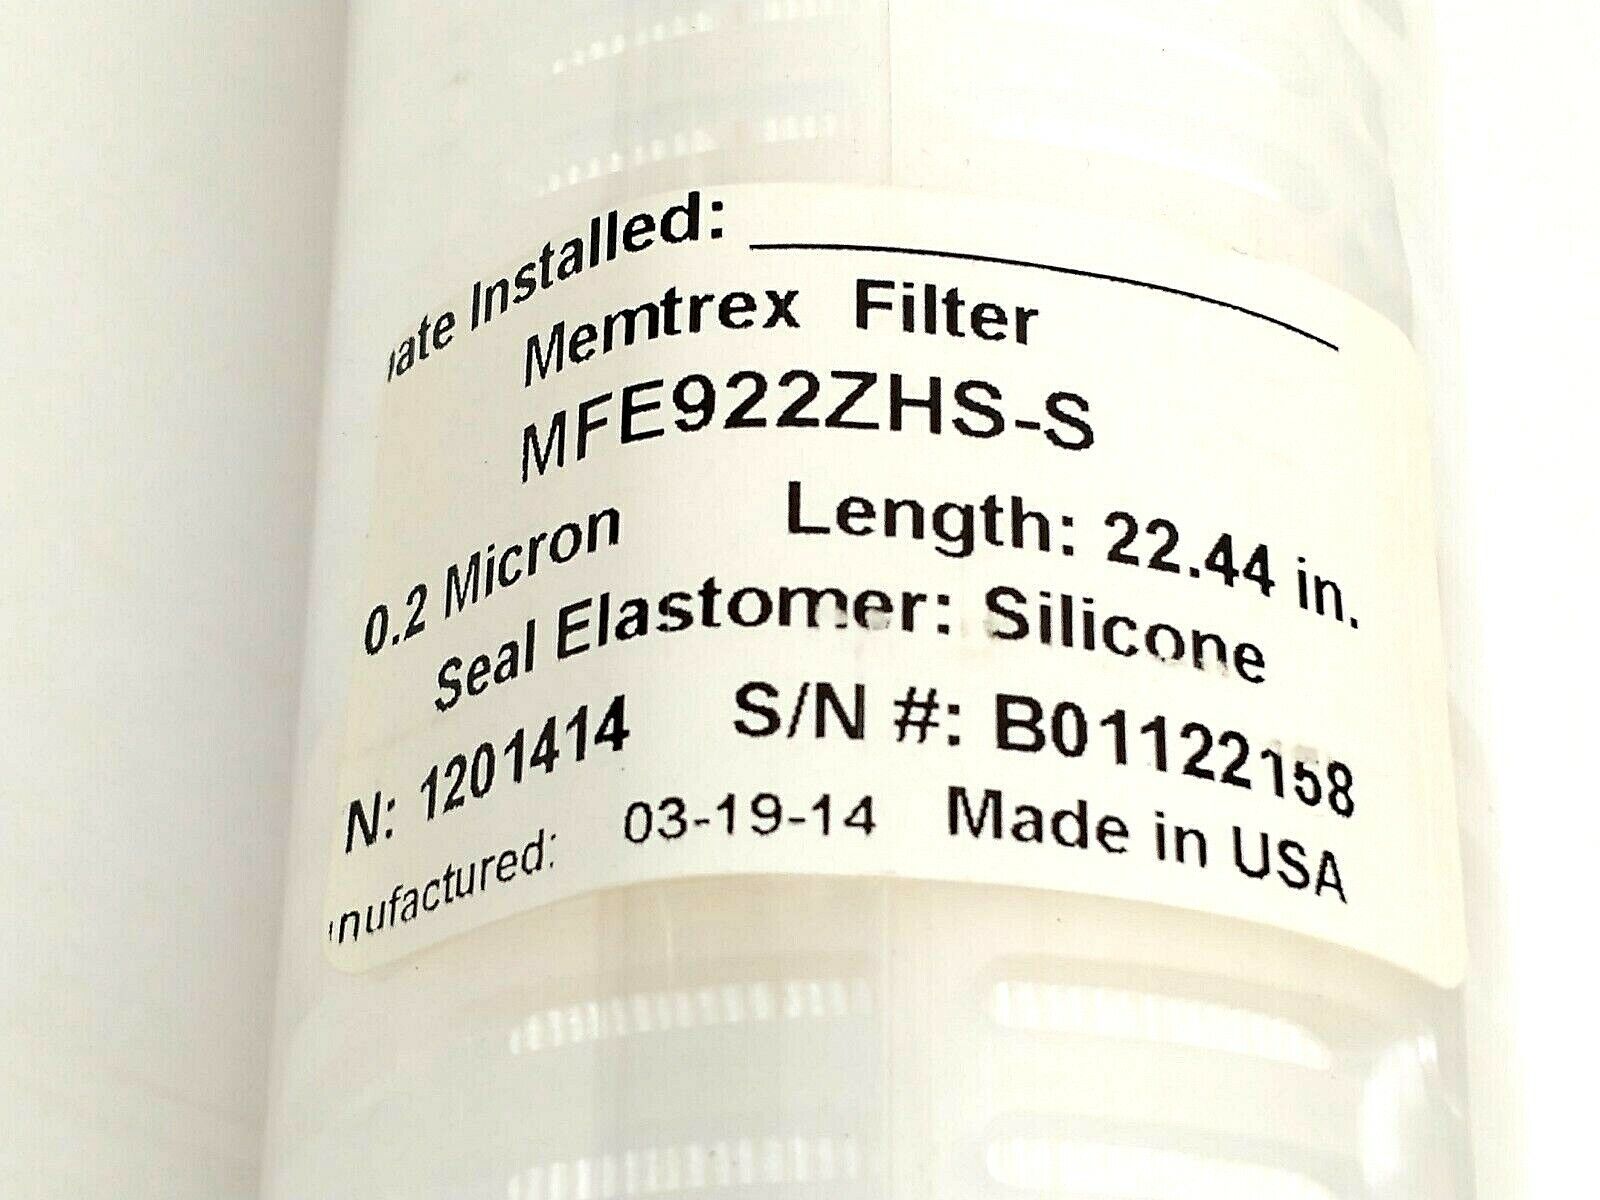 ate Installed:
Memtrex Filter
MFE922ZHS-S
0.2 Micron Length: 22.44 in.
Seal Elastomer: Silicone
N: 1201414 S/N #: B01122158
nufactured: 03-19-14 Made in USA